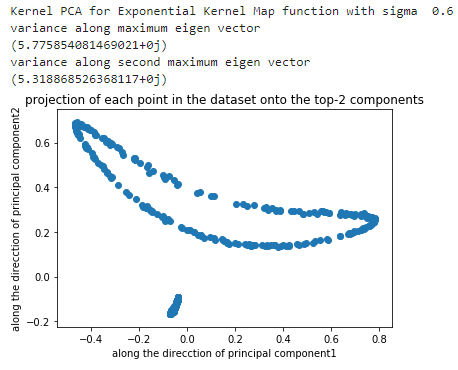 Kernel PCA for Exponential Kernel Map function with sigma  0.6
variance along maximum eigen vector
(5.775854081469021+0j)
variance along second maximum eigen vector
(5.318868526368117+0j)
projection of each point in the dataset onto the top-2 components
along the direcction of principal component2
0.6
0.4
0.2
0.0
−0.2
−0.4
−0.2
0.0
0.2
0.4
0.6
0.8
along the direcction of principal component1